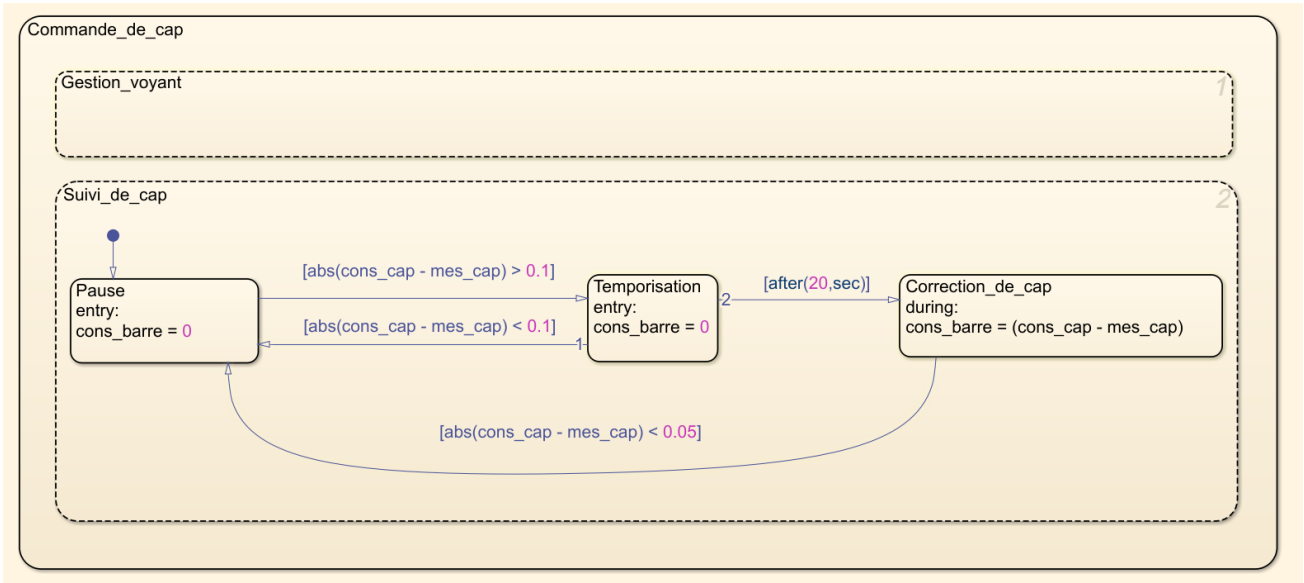 Commande_de_cap
Gestion_voyant
1
Suivi_de_cap
2
[abs(cons_cap - mes_cap) > 0.1]
[after(20,sec)]
Pause
entry:
cons_barre = 0
Temporisation
entry:
cons_barre = 0
2
Correction_de_cap
during:
cons_barre = (cons_cap - mes_cap)
[abs(cons_cap - mes_cap) < 0.1]
1
[abs(cons_cap - mes_cap) < 0.05]